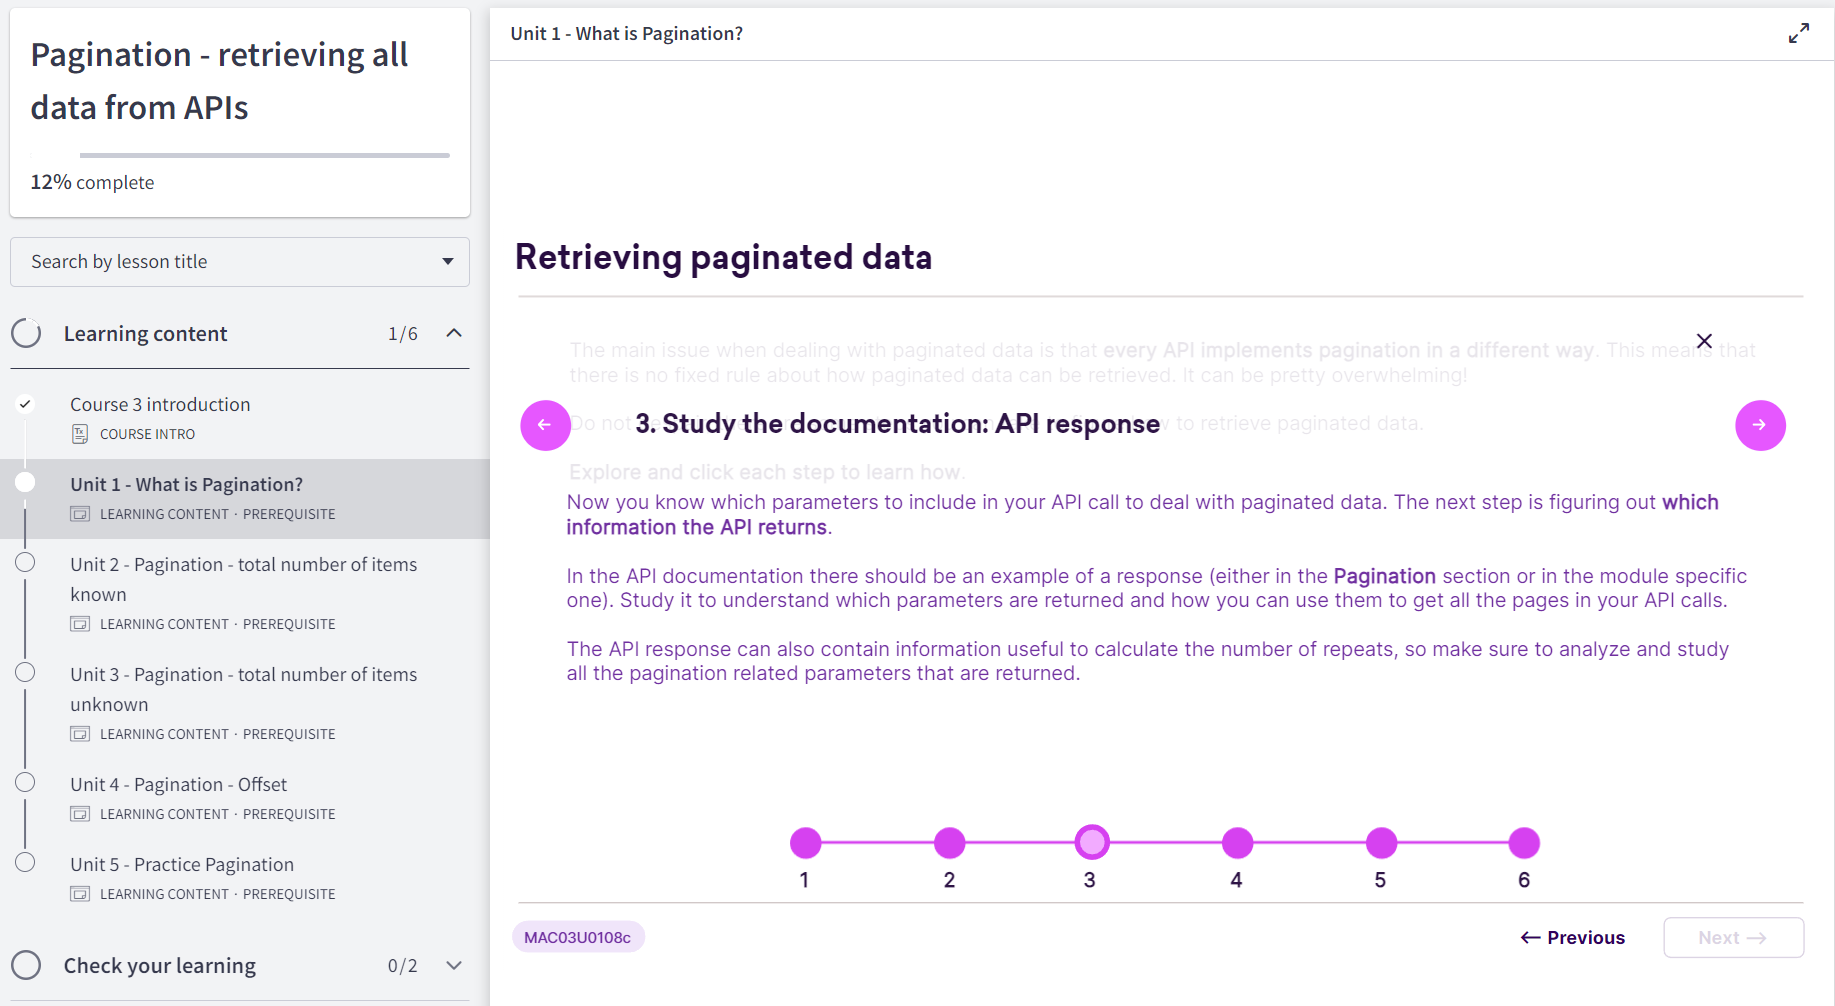 Pagination - retrieving all
data from APIs
12% complete
Search by lesson title
Learning content 1/6
Course 3 introduction
COURSE INTRO
Unit 1 - What is Pagination?
LEARNING CONTENT · PREREQUISITE
Unit 2 - Pagination - total number of items
known
LEARNING CONTENT · PREREQUISITE
Unit 3 - Pagination - total number of items
unknown
LEARNING CONTENT · PREREQUISITE
Unit 4 - Pagination - Offset
LEARNING CONTENT · PREREQUISITE
Unit 5 - Practice Pagination
LEARNING CONTENT · PREREQUISITE
Check your learning 0/2
Unit 1 - What is Pagination?
Retrieving paginated data
The main issue when dealing with paginated data is that every API implements pagination in a different way. This means that
there is no fixed rule about how paginated data can be retrieved. It can be pretty overwhelming!
Do not to retrieve paginated data.
3. Study the documentation: API response
Explore and click each step to learn how.
Now you know which parameters to include in your API call to deal with paginated data. The next step is figuring out which
information the API returns.
In the API documentation there should be an example of a response (either in the Pagination section or in the module specific
one). Study it to understand which parameters are returned and how you can use them to get all the pages in your API calls.
The API response can also contain information useful to calculate the number of repeats, so make sure to analyze and study
all the pagination related parameters that are returned.
1 2 3 4 5 6
MAC03U0108c
← Previous
Next →